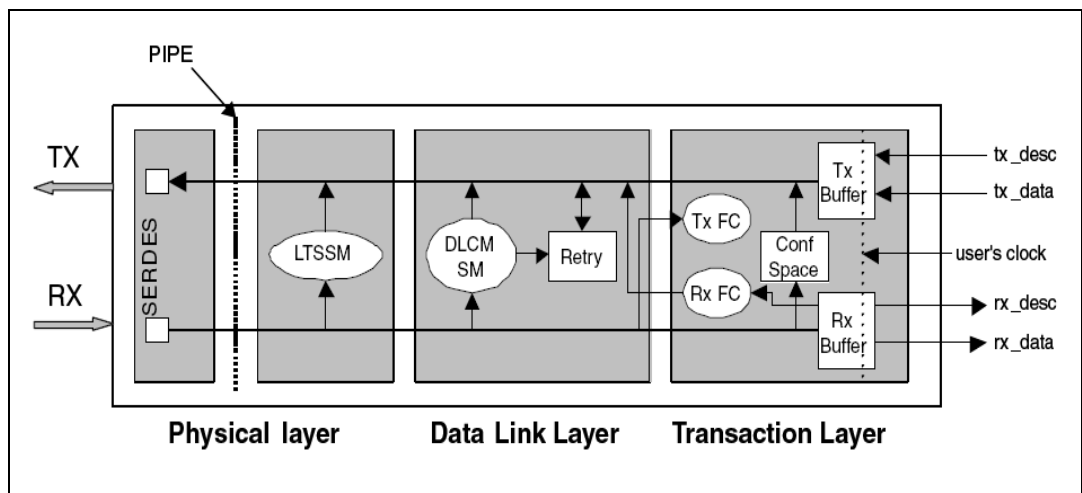 PIPE
TX
RX
SERDES
LTSSM
DLCM
SM
Retry
Tx FC
Rx FC
Conf
Space
Tx
Buffer
Rx
Buffer
tx_desc
tx_data
user's clock
rx_desc
rx_data
Physical layer
Data Link Layer
Transaction Layer